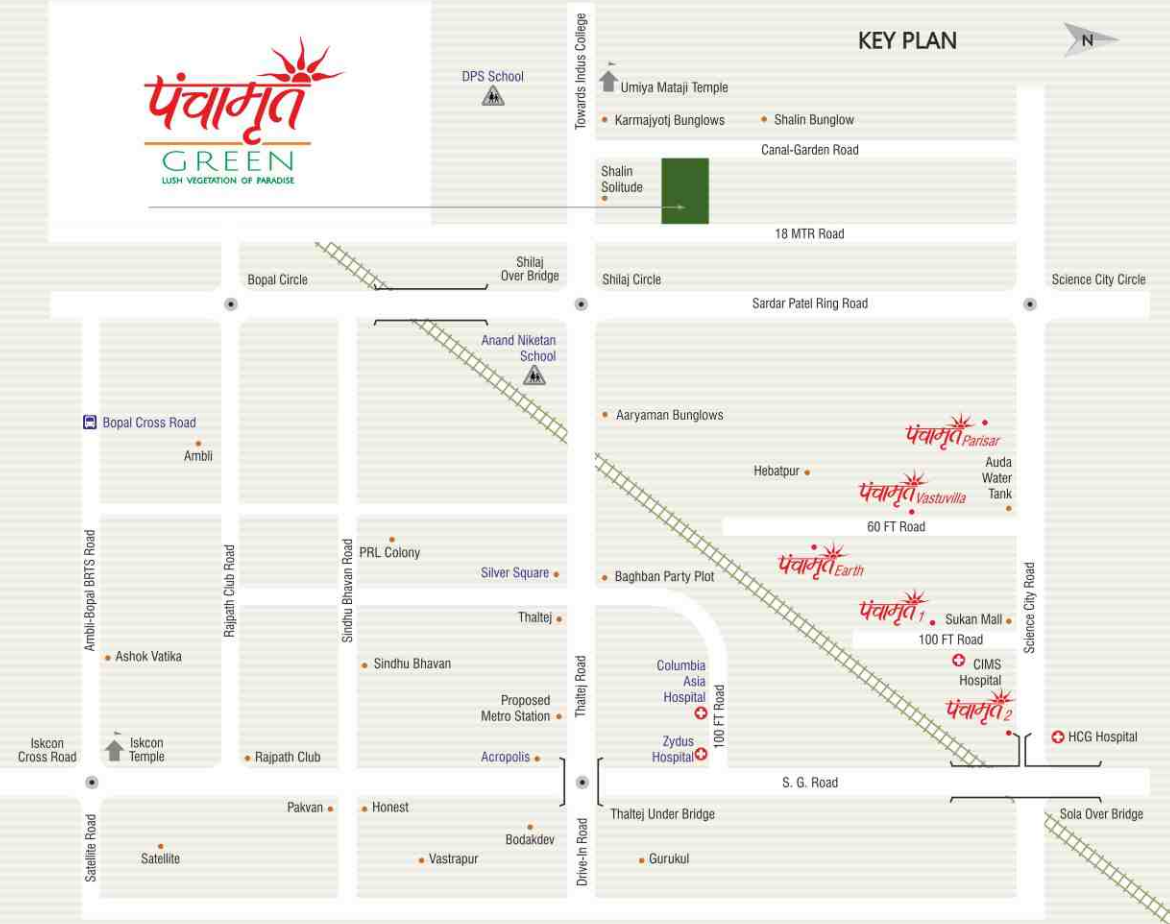 पंचामृत
GREEN
LUSH VEGETATION OF PARADISE
KEY PLAN
N
DPS School
Towards Indus College
Umiya Mataji Temple
Karmajyotj Bunglows
Shalin Bunglow
Canal-Garden Road
Shalin
Solitude
18 MTR Road
Bopal Circle
Shilaj
Over Bridge
Shilaj Circle
Science City Circle
Sardar Patel Ring Road
Anand Niketan
School
Bopal Cross Road
Ambli
Aaryaman Bunglows
पंचामृत Parisar
Hebatpur
Auda
Water
Tank
पंचामृत Vastuvilla
60 FT Road
Ambli-Bopal BRTS Road
Rajpath Club Road
Sindhu Bhavan Road
PRL Colony
Silver Square
Baghban Party Plot
पंचामृत Earth
Thaltej
पंचामृत 1
Sukan Mall
100 FT Road
Science City Road
Ashok Vatika
Sindhu Bhavan
Thaltej Road
Columbia
Asia
Hospital
CIMS
Hospital
Proposed
Metro Station
100 FT Road
पंचामृत 2
Iskcon
Cross Road
Iskcon
Temple
Rajpath Club
Acropolis
Zydus
Hospital
HCG Hospital
S. G. Road
Pakvan
Honest
Thaltej Under Bridge
Sola Over Bridge
Satellite Road
Satellite
Bodakdev
Vastrapur
Drive-In Road
Gurukul